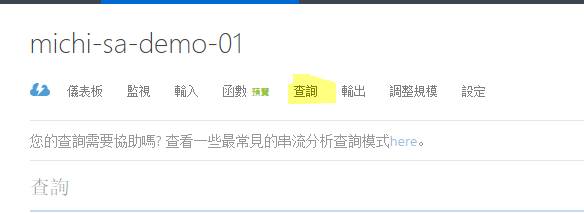 michi-sa-demo-01
儀表板 監視 輸入 函數 預覽 查詢 輸出 調整規模 設定
您的查詢需要協助嗎? 查看一些最常見的串流分析查詢模式here。
查詢